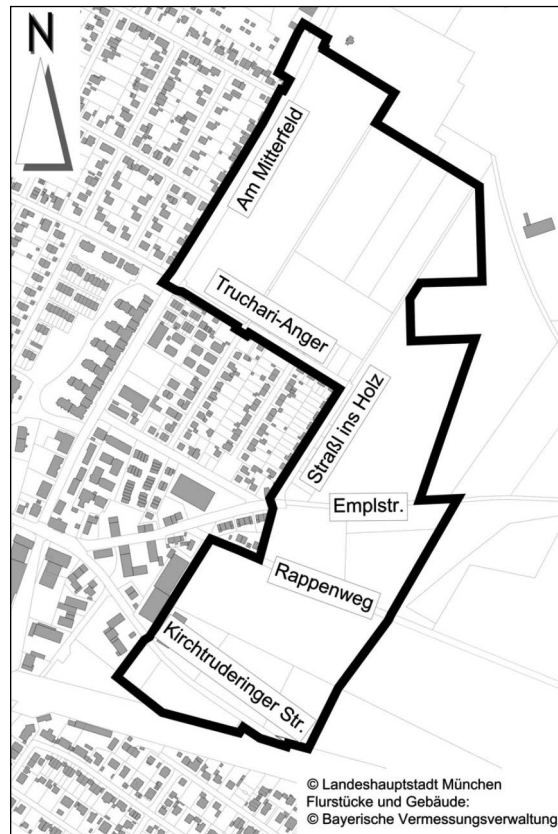 N
Am Mitterfeld
Truchari-Anger
Straßl ins Holz
Emplstr.
Rappenweg
Kirchtruderinger Str.
© Landeshauptstadt München
Flurstücke und Gebäude:
© Bayerische Vermessungsverwaltung